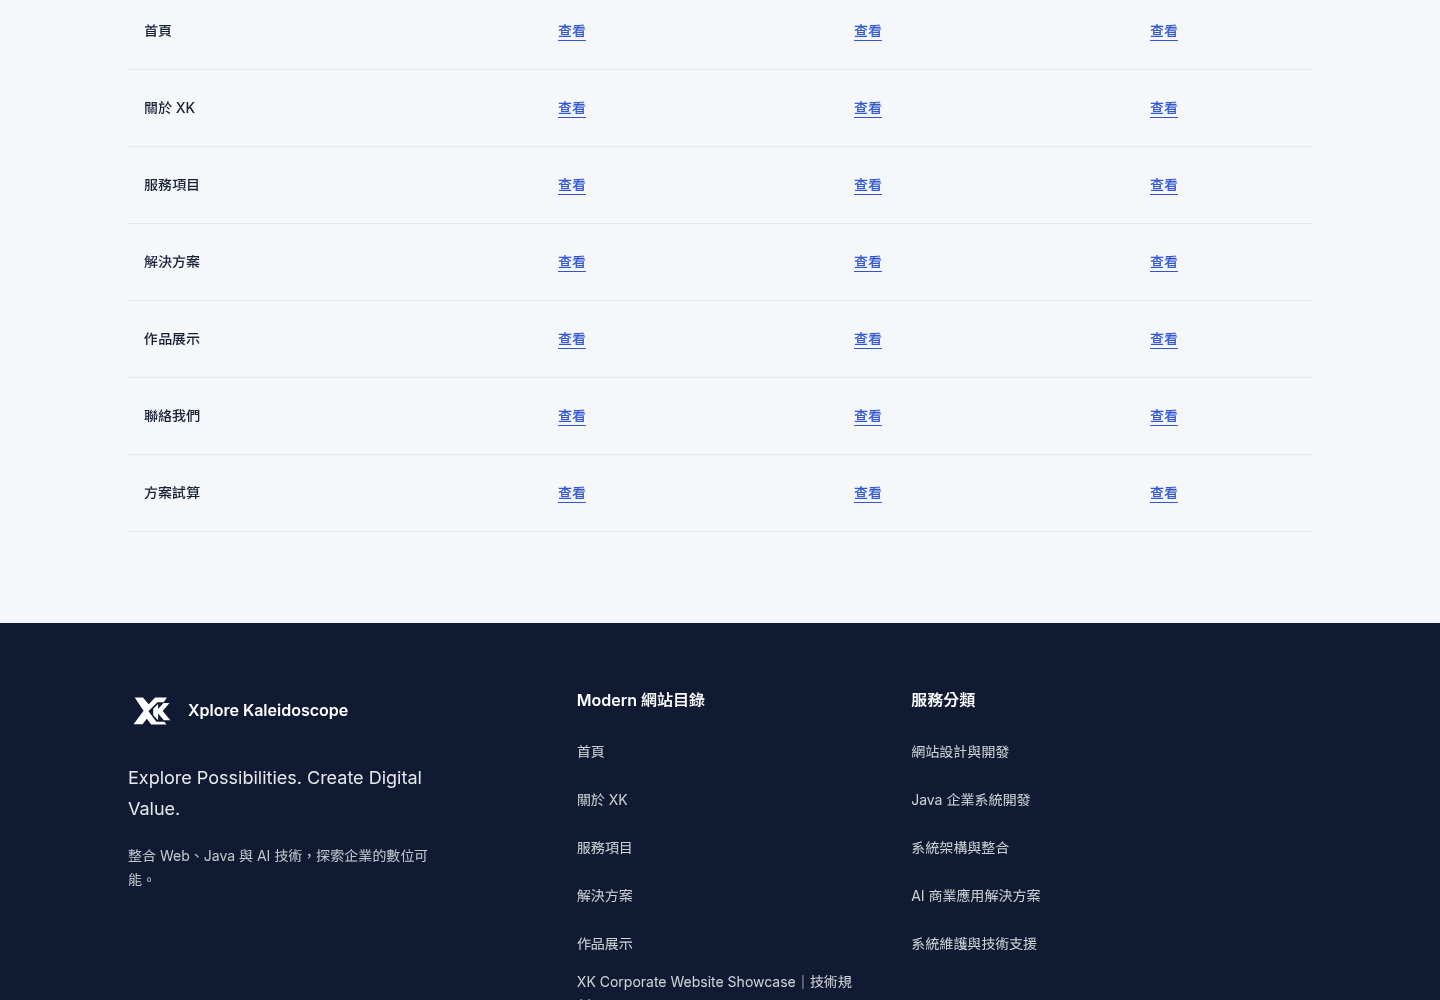 首頁 查看 查看 查看
關於 XK 查看 查看 查看
服務項目 查看 查看 查看
解決方案 查看 查看 查看
作品展示 查看 查看 查看
聯絡我們 查看 查看 查看
方案試算 查看 查看 查看
XK Xplore Kaleidoscope
Explore Possibilities. Create Digital
Value.
整合 Web、Java 與 AI 技術，探索企業的數位可
能。
Modern 網站目錄
首頁
關於 XK
服務項目
解決方案
作品展示
XK Corporate Website Showcase｜技術規
服務分類
網站設計與開發
Java 企業系統開發
系統架構與整合
AI 商業應用解決方案
系統維護與技術支援